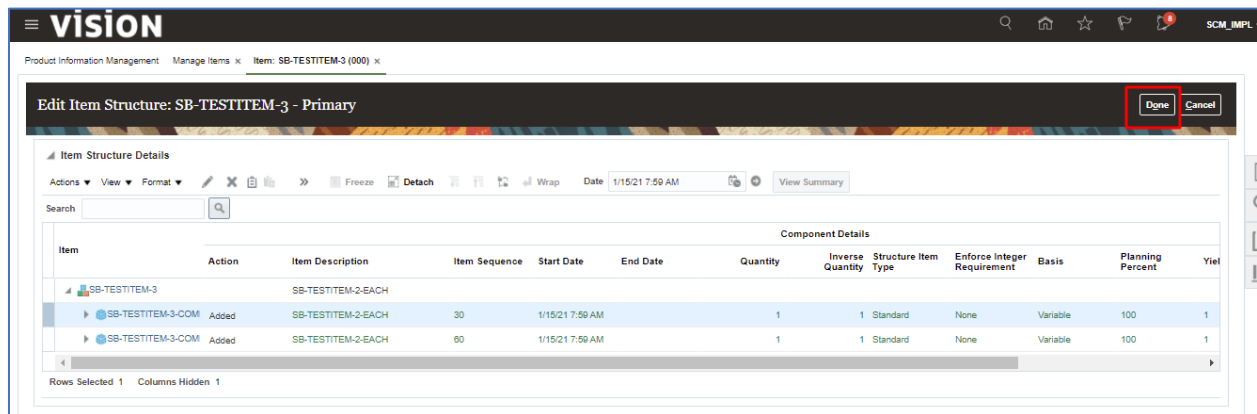 VISION
8
SCM_IMPL
Product Information Management Manage Items x Item: SB-TESTITEM-3 (000) x
Edit Item Structure: SB-TESTITEM-3 - Primary
Done Cancel
Item Structure Details
Actions View Format Freeze Detach Wrap Date 1/15/21 7:59 AM View Summary
Search
Component Details
Item Action Item Description Item Sequence Start Date End Date Quantity Inverse Quantity Structure Item Type Enforce Integer Requirement Basis Planning Percent Yiel
SB-TESTITEM-3 SB-TESTITEM-2-EACH
SB-TESTITEM-3-COM Added SB-TESTITEM-2-EACH 30 1/15/21 7:59 AM 1 1 Standard None Variable 100 1
SB-TESTITEM-3-COM Added SB-TESTITEM-2-EACH 60 1/15/21 7:59 AM 1 1 Standard None Variable 100 1
Rows Selected 1 Columns Hidden 1